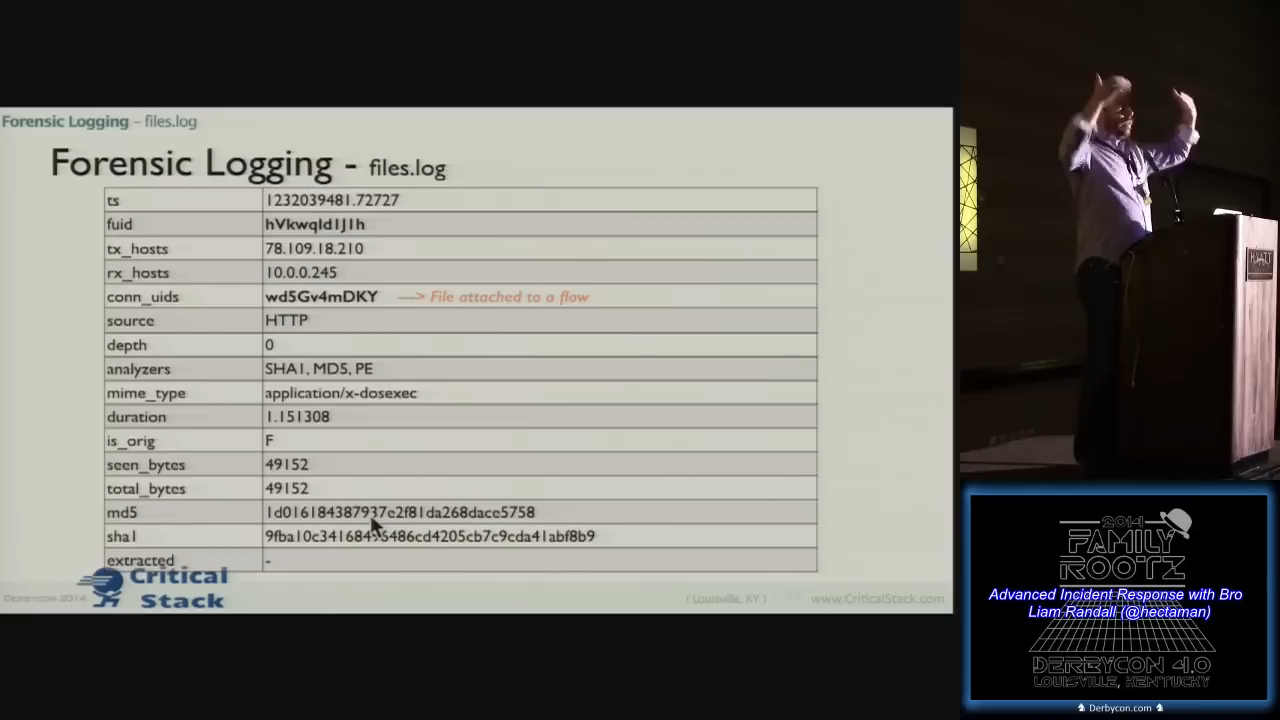 Forensic Logging – files.log
Forensic Logging - files.log
ts 1232039481.72727
fuid hVkwqId1J1h
tx_hosts 78.109.18.210
rx_hosts 10.0.0.245
conn_uids wd5Gv4mDKY —> File attached to a flow
source HTTP
depth 0
analyzers SHA1, MD5, PE
mime_type application/x-dosexec
duration 1.151308
is_orig F
seen_bytes 49152
total_bytes 49152
md5 1d016184387937e2f81da268dace5758
sha1
extracted -
Critical
Stack
Derbycon 2014
( Louisville, KY )
www.CriticalStack.com
HYATT
2014
FAMILY
ROOTZ
Advanced Incident Response with Bro
Liam Randall (@hectaman)
DERBYCON 4.0
LOUISVILLE, KENTUCKY
Derbycon.com